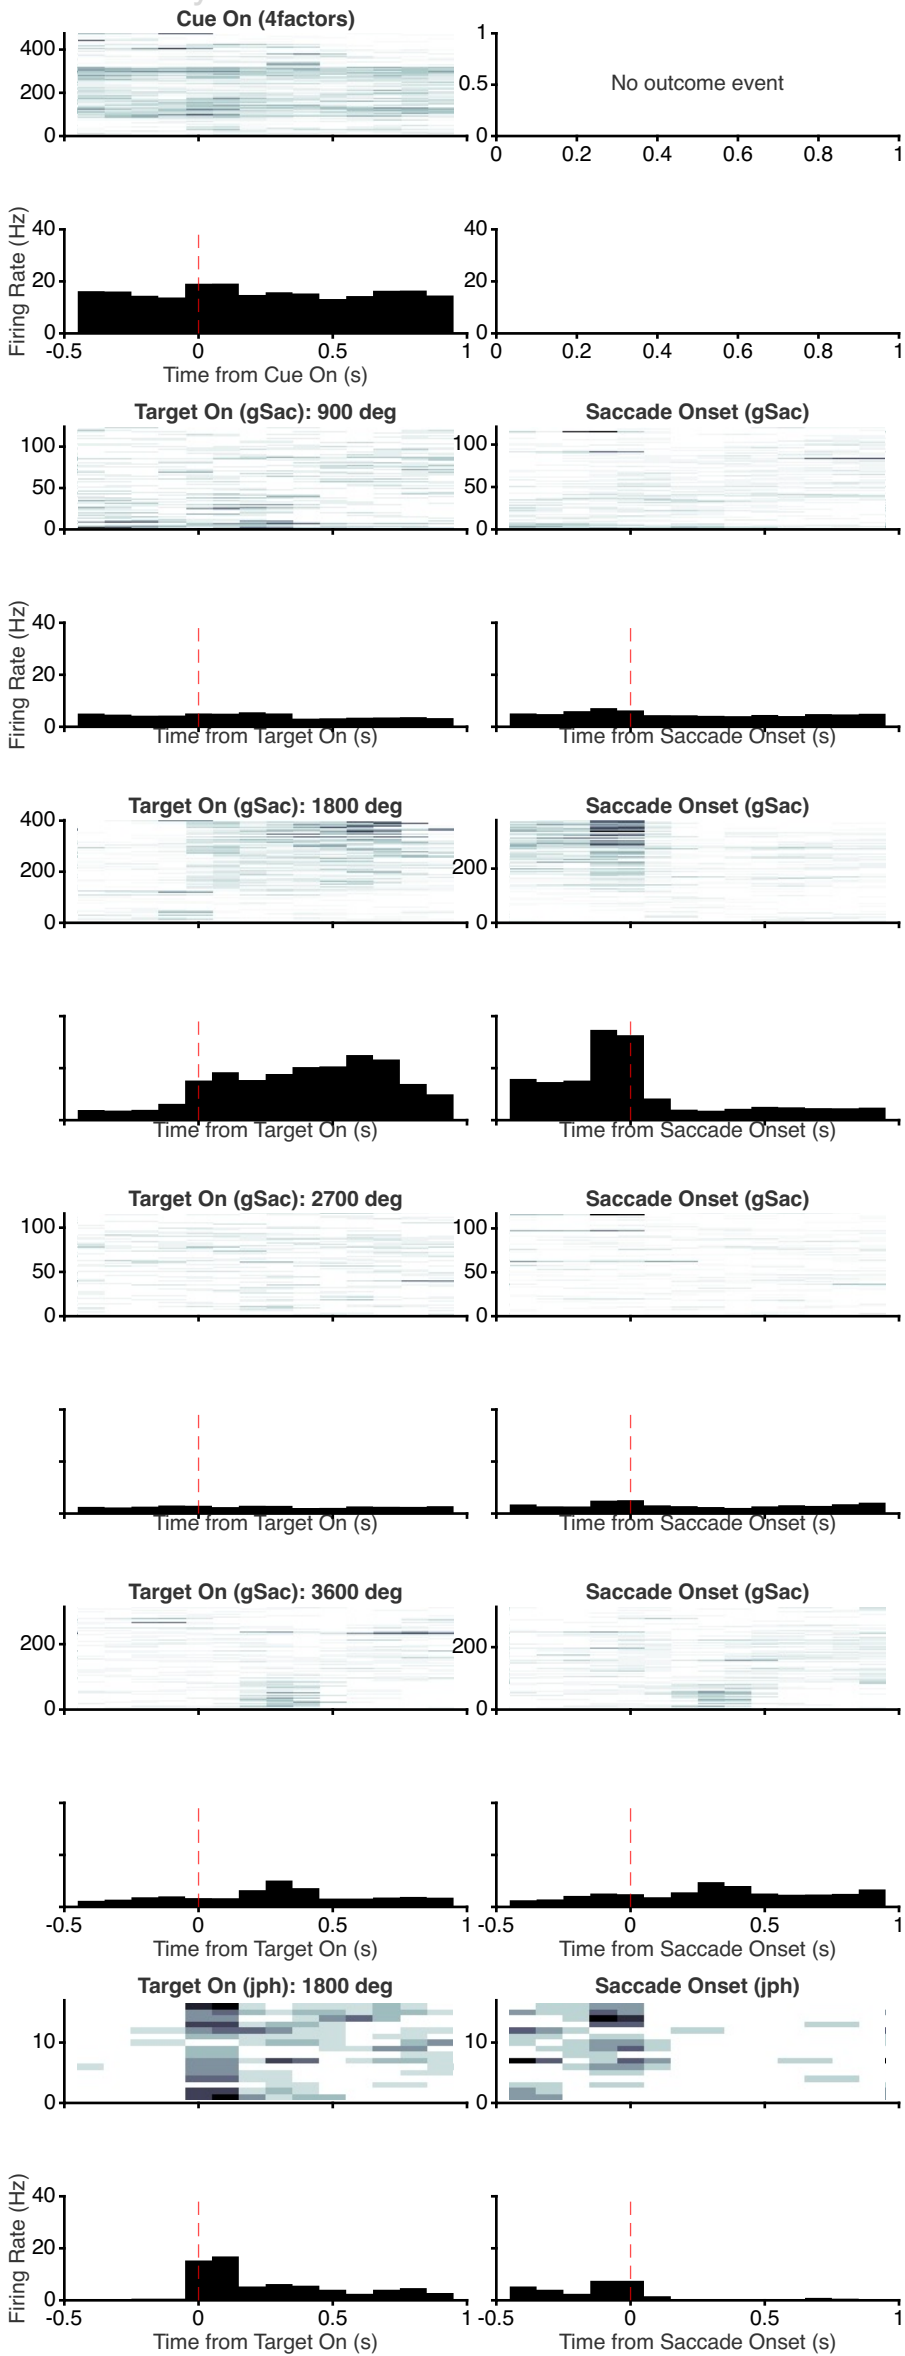 Cue On (4factors)
400
200
0
1
0.5
0
No outcome event
0 0.2 0.4 0.6 0.8 1
Firing Rate (Hz)
40
20
0
-0.5 0 0.5 1
Time from Cue On (s)
40
20
0
0 0.2 0.4 0.6 0.8 1
Target On (gSac): 900 deg
100
50
0
Saccade Onset (gSac)
100
50
0
Firing Rate (Hz)
40
20
0
Time from Target On (s)
Time from Saccade Onset (s)
Target On (gSac): 1800 deg
400
200
0
Saccade Onset (gSac)
200
0
Time from Target On (s)
Time from Saccade Onset (s)
Target On (gSac): 2700 deg
100
50
0
Saccade Onset (gSac)
100
50
0
Time from Target On (s)
Time from Saccade Onset (s)
Target On (gSac): 3600 deg
200
0
Saccade Onset (gSac)
200
0
-0.5 0 0.5 1
Time from Target On (s)
-0.5 0 0.5 1
Time from Saccade Onset (s)
Target On (jph): 1800 deg
10
0
Saccade Onset (jph)
10
0
Firing Rate (Hz)
40
20
0
-0.5 0 0.5 1
Time from Target On (s)
-0.5 0 0.5 1
Time from Saccade Onset (s)